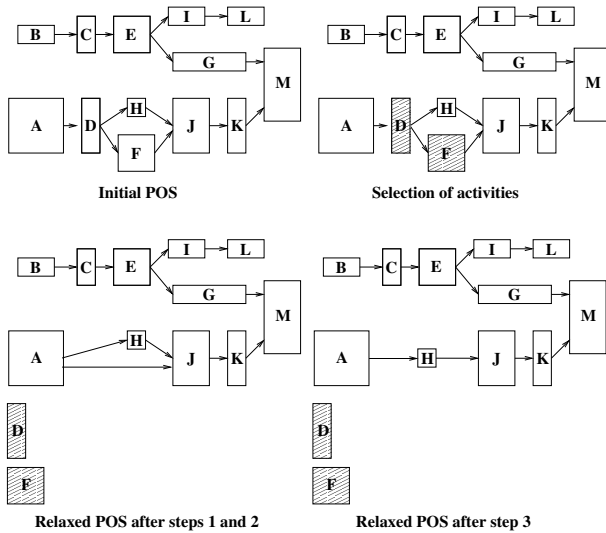 B
C
E
I
L
G
M
A
D
H
F
J
K
Initial POS
B
C
E
I
L
G
M
A
D
H
F
J
K
Selection of activities
B
C
E
I
L
G
M
A
H
J
K
D
F
Relaxed POS after steps 1 and 2
B
C
E
I
L
G
M
A
H
J
K
D
F
Relaxed POS after step 3